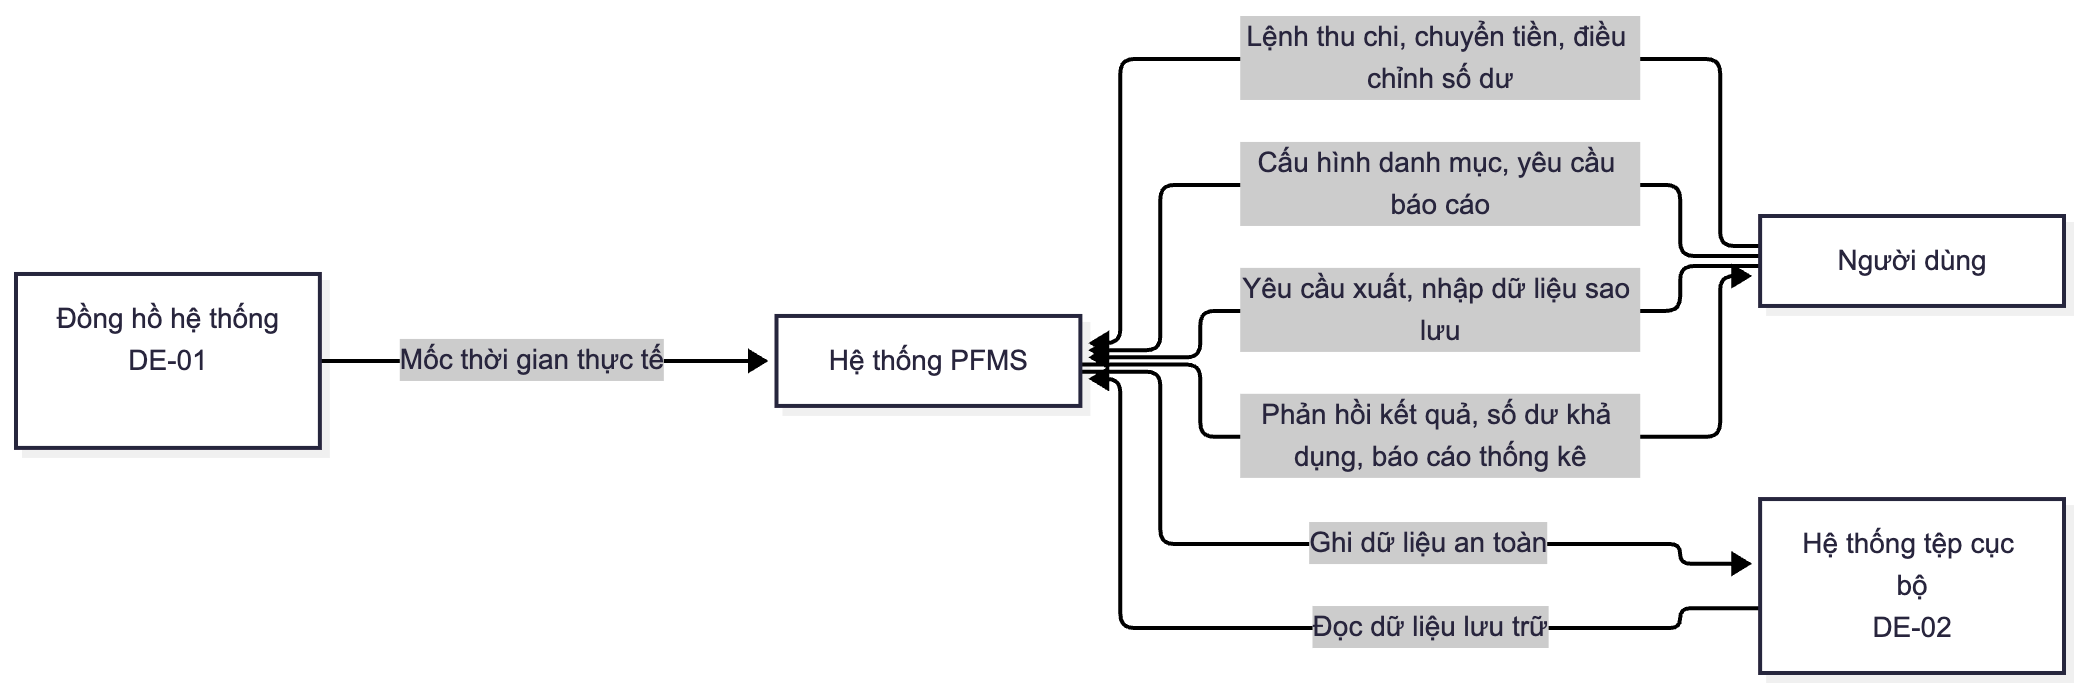 Đồng hồ hệ thống
DE-01
Mốc thời gian thực tế
Hệ thống PFMS
Lệnh thu chi, chuyển tiền, điều
chỉnh số dư
Cấu hình danh mục, yêu cầu
báo cáo
Yêu cầu xuất, nhập dữ liệu sao
lưu
Phản hồi kết quả, số dư khả
dụng, báo cáo thống kê
Ghi dữ liệu an toàn
Đọc dữ liệu lưu trữ
Người dùng
Hệ thống tệp cục
bộ
DE-02